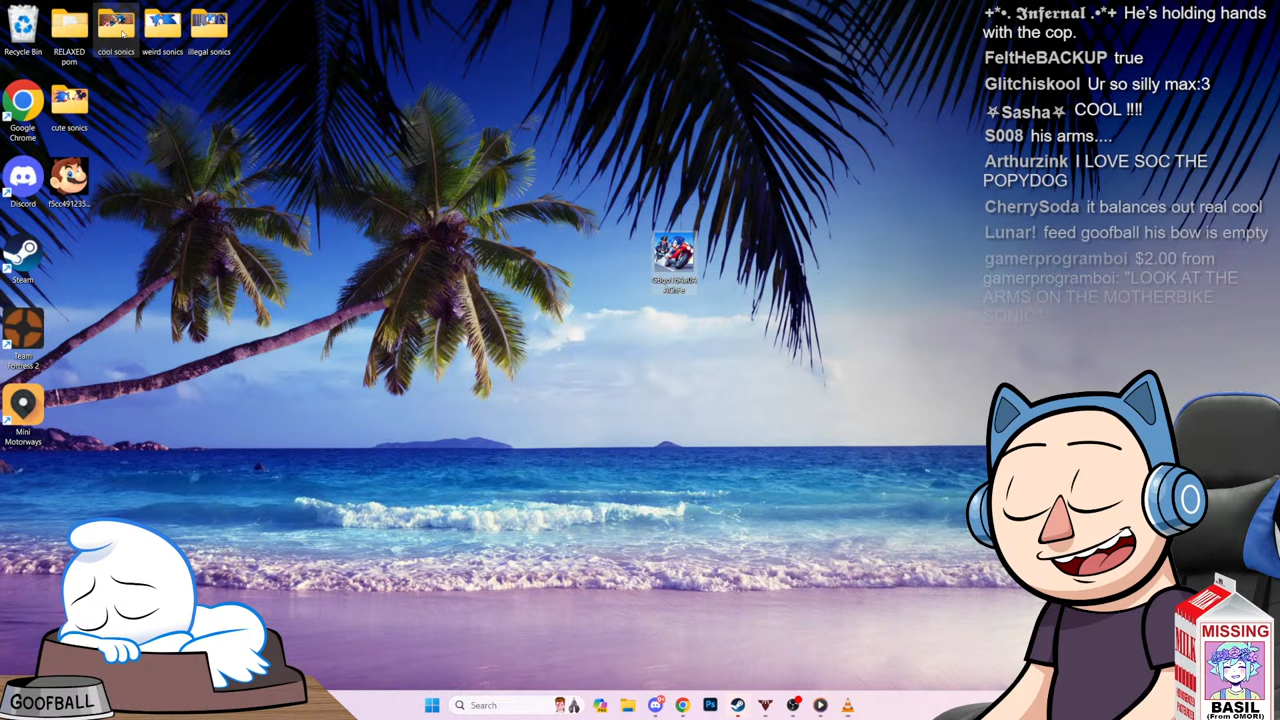 Recycle Bin
RELAXED
porn
cool sonics
weird sonics
illegal sonics
Google
Chrome
cute sonics
Discord
f5cc491235...
Steam
Team
Fortress 2
Mini
Motorways
+*•. 𝕴𝖓𝖋𝖊𝖗𝖓𝖆𝖑 .•*+ He's holding hands
with the cop.
FeltHeBACKUP true
Glitchiskool Ur so silly max:3
⛧Sasha⛧ COOL !!!!
S008 his arms....
Arthurzink I LOVE SOC THE
POPYDOG
CherrySoda it balances out real cool
Lunar! feed goofball his bow is empty
gamerprogramboi $2.00 from
gamerprogramboi "LOOK AT THE
ARMS ON THE MOTHERBIKE
SONIC"
GOOFBALL
Search
MILK
MISSING
BASIL
(From OMORI)